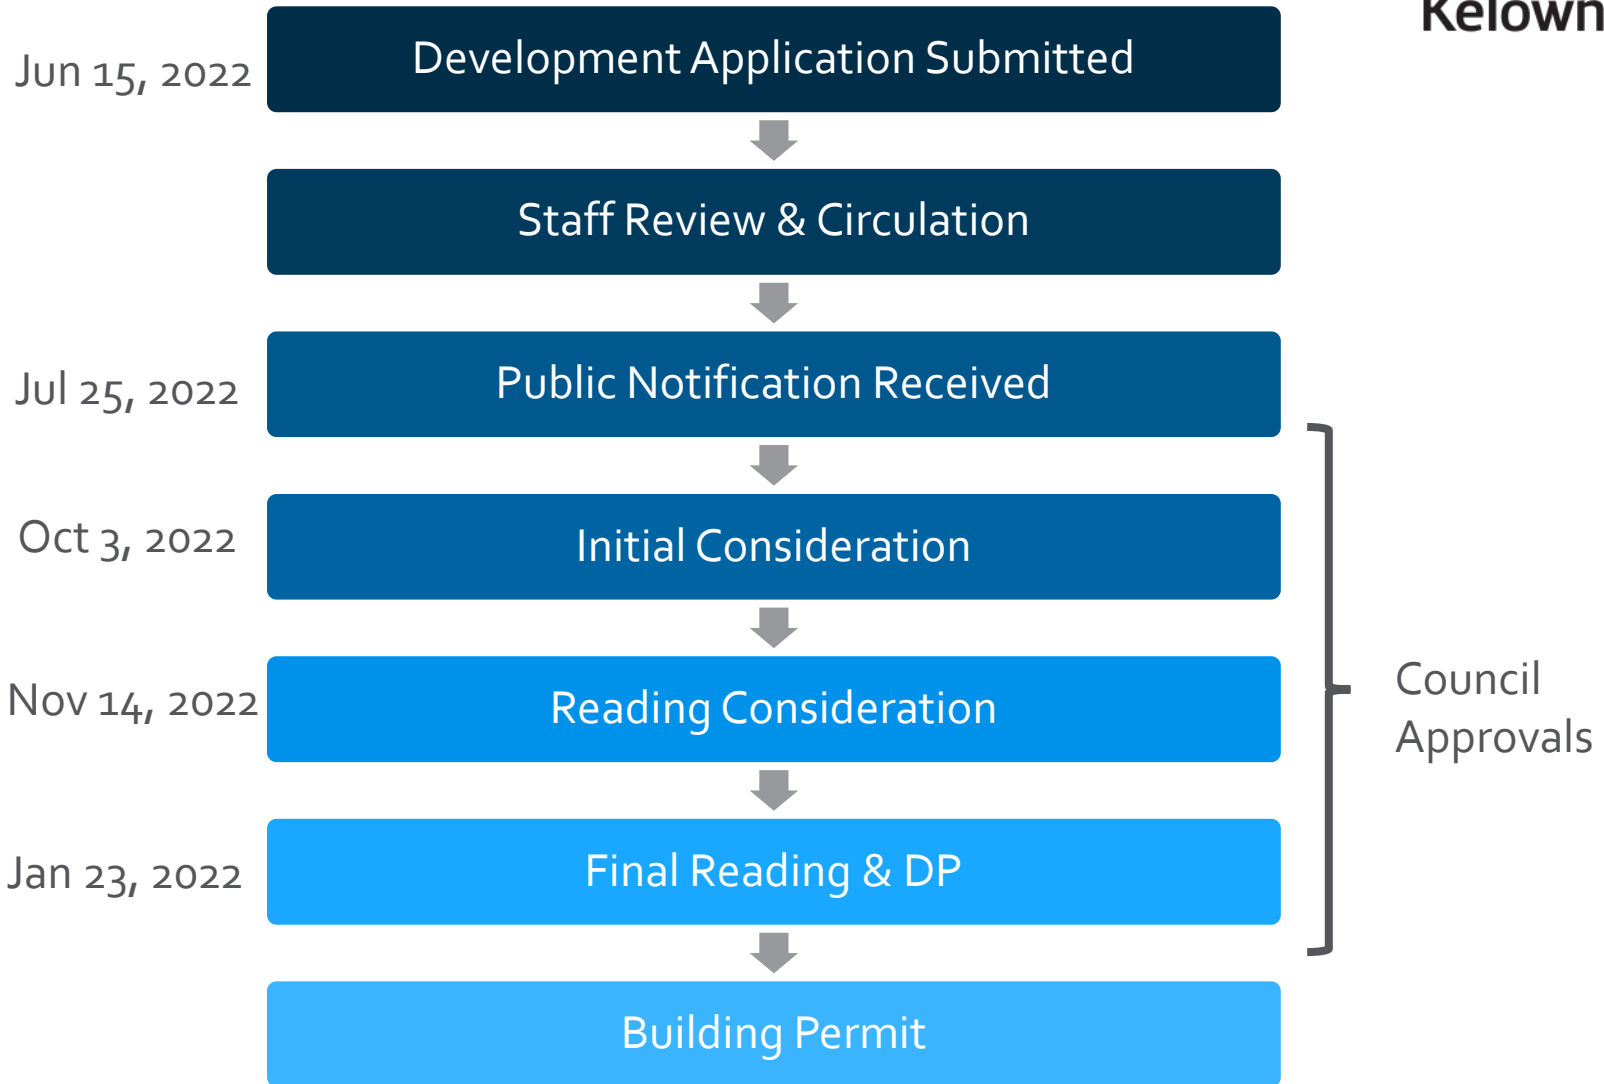 Kelown
Jun 15, 2022
Development Application Submitted
Staff Review & Circulation
Jul 25, 2022
Public Notification Received
Oct 3, 2022
Initial Consideration
Nov 14, 2022
Reading Consideration
Council
Approvals
Jan 23, 2022
Final Reading & DP
Building Permit